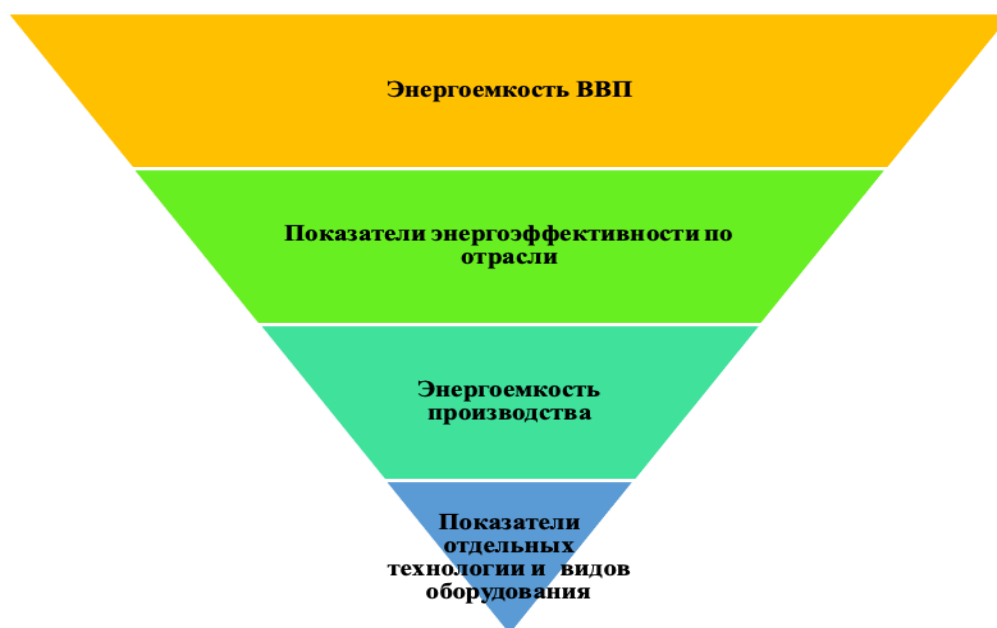 Энергоемкость ВВП
Показатели энергоэффективности по
отрасли
Энергоемкость
производства
Показатели
отдельных
технологии и видов
оборудования